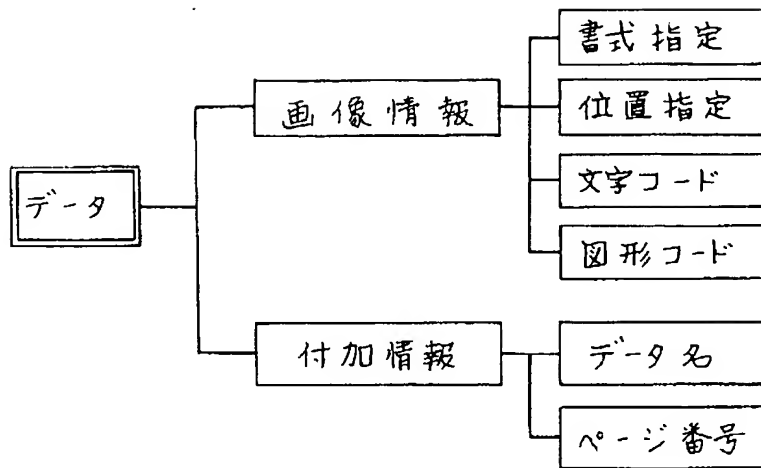 書式指定
画像情報
位置指定
データ
文字コード
図形コード
付加情報
データ名
ページ番号